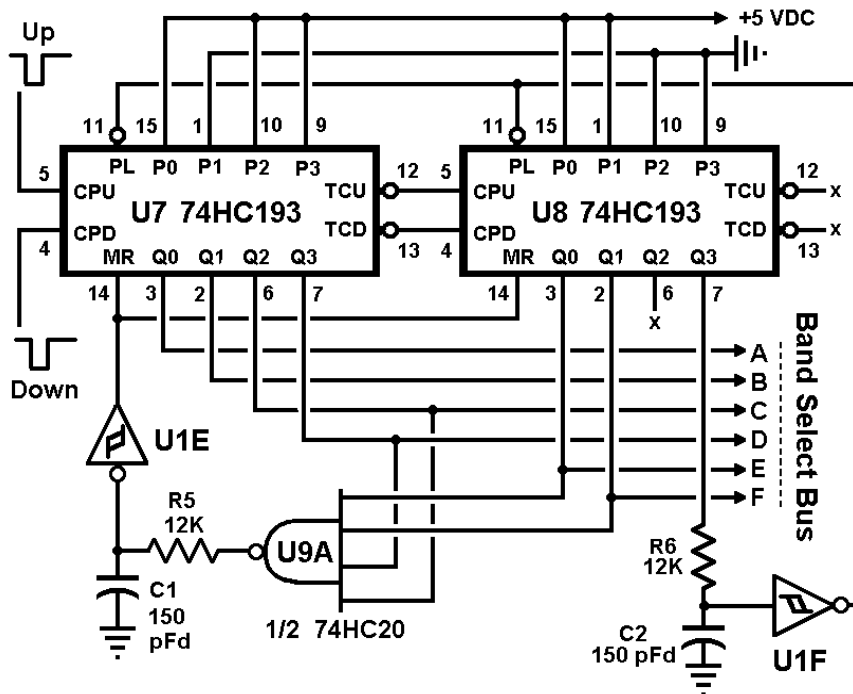 Up
+5 VDC
11 15 1 10 9
11 15 1 10 9
PL P0 P1 P2 P3
PL P0 P1 P2 P3
5 CPU TCU 12
5 CPU TCU 12 x
U7 74HC193
U8 74HC193
4 CPD TCD 13
4 CPD TCD 13 x
MR Q0 Q1 Q2 Q3
MR Q0 Q1 Q2 Q3
14 3 2 6 7
14 3 2 6 7
x
Down
A
B
C
D
E
F
Band Select Bus
U1E
R5
12K
U9A
1/2 74HC20
C1
150
pFd
R6
12K
C2
150 pFd
U1F